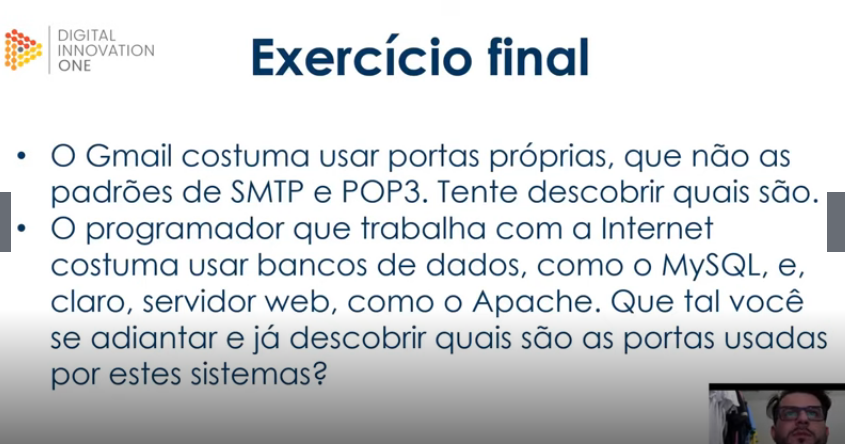 DIGITAL
INNOVATION
ONE
Exercício final
• O Gmail costuma usar portas próprias, que não as
padrões de SMTP e POP3. Tente descobrir quais são.
• O programador que trabalha com a Internet
costuma usar bancos de dados, como o MySQL, e,
claro, servidor web, como o Apache. Que tal você
se adiantar e já descobrir quais são as portas usadas
por estes sistemas?